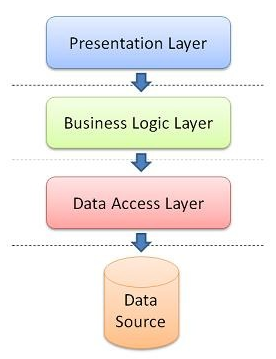 Presentation Layer
Business Logic Layer
Data Access Layer
Data
Source